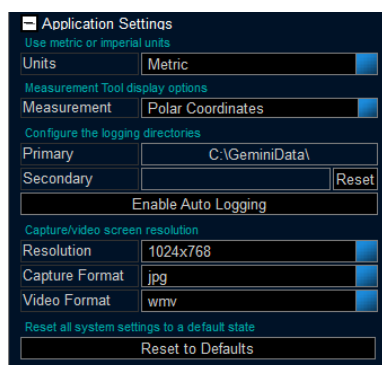 Application Settings
Use metric or imperial units
Units Metric
Measurement Tool display options
Measurement Polar Coordinates
Configure the logging directories
Primary C:\GeminiData\
Secondary Reset
Enable Auto Logging
Capture/video screen resolution
Resolution 1024x768
Capture Format jpg
Video Format wmv
Reset all system settings to a default state
Reset to Defaults